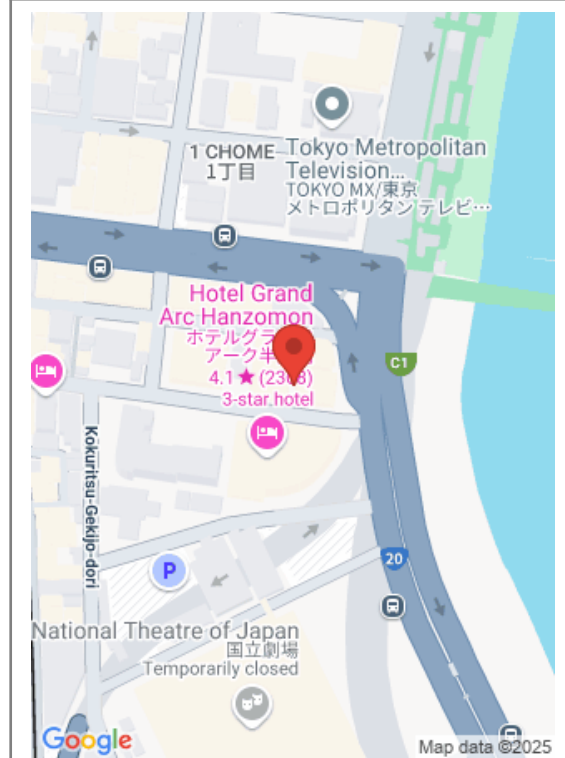 1 CHOME
1丁目
Tokyo Metropolitan
Television...
TOKYO MX/東京
メトロポリタン テレビ…
Hotel Grand
Arc Hanzomon
ホテルグラ
アーク半
4.1★(23
3-star hotel
C1
Kokuritsu-Gekijo-dori
P
20
National Theatre of Japan
国立劇場
Temporarily closed
Google
Map data ©2025